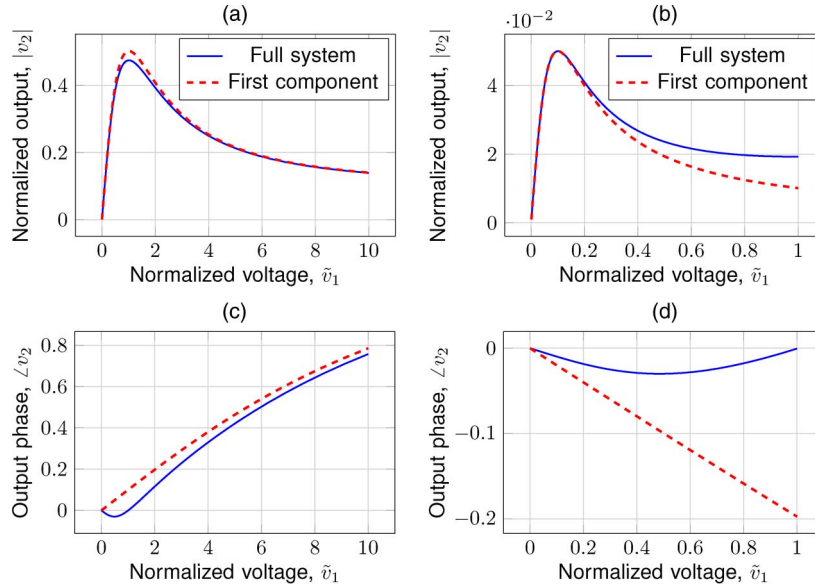 (a)
Normalized output, |v₂|
0.4
0.2
0
Full system
First component
0 2 4 6 8 10
Normalized voltage, ṽ₁
(b)
·10⁻²
Normalized output, |v₂|
4
2
0
Full system
First component
0 0.2 0.4 0.6 0.8 1
Normalized voltage, ṽ₁
(c)
Output phase, ∠v₂
0.8
0.6
0.4
0.2
0
0 2 4 6 8 10
Normalized voltage, ṽ₁
(d)
Output phase, ∠v₂
0
−0.1
−0.2
0 0.2 0.4 0.6 0.8 1
Normalized voltage, ṽ₁